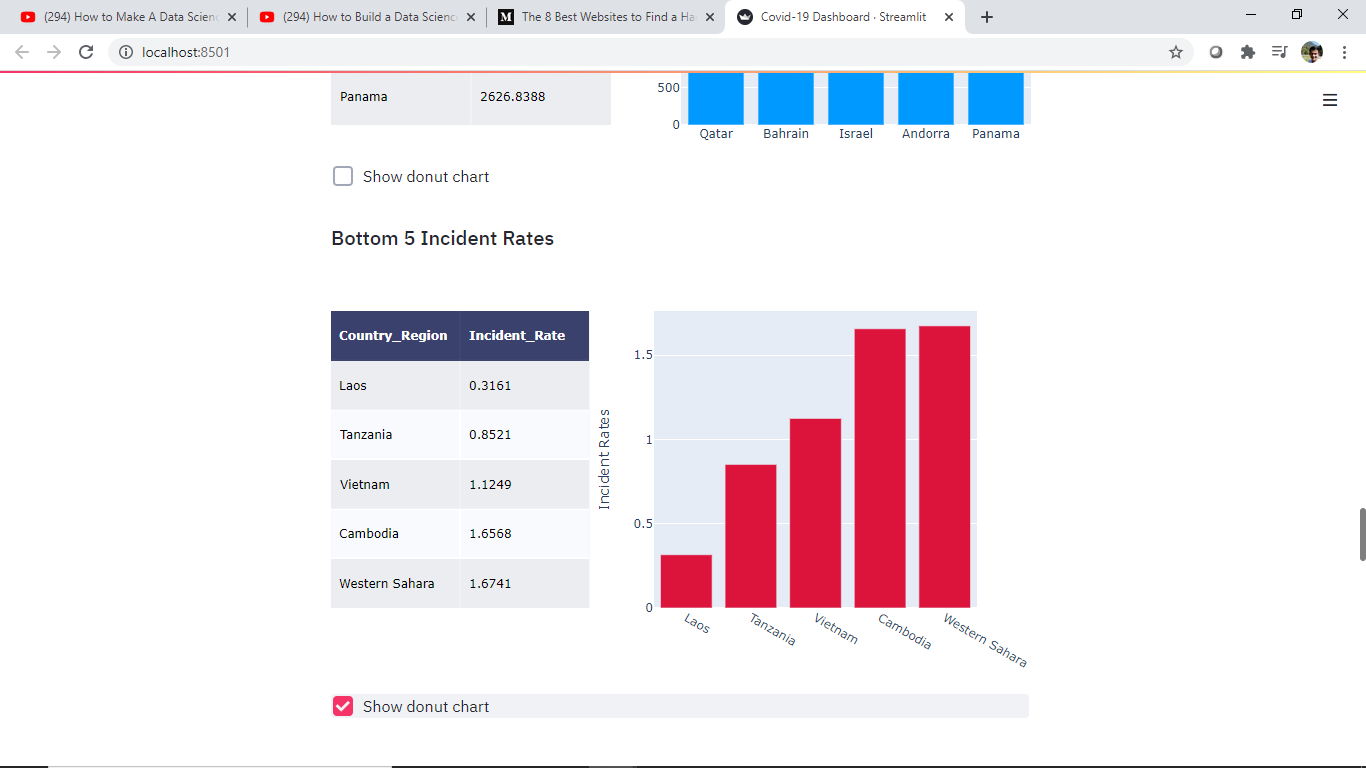 (294) How to Make A Data Scienc
(294) How to Build a Data Scienc
The 8 Best Websites to Find a Ha
Covid-19 Dashboard · Streamlit
localhost:8501
Panama 2626.8388
500
0
Qatar Bahrain Israel Andorra Panama
Show donut chart
Bottom 5 Incident Rates
Country_Region Incident_Rate
Laos 0.3161
Tanzania 0.8521
Vietnam 1.1249
Cambodia 1.6568
Western Sahara 1.6741
Incident Rates
1.5
1
0.5
0
Laos
Tanzania
Vietnam
Cambodia
Western Sahara
Show donut chart